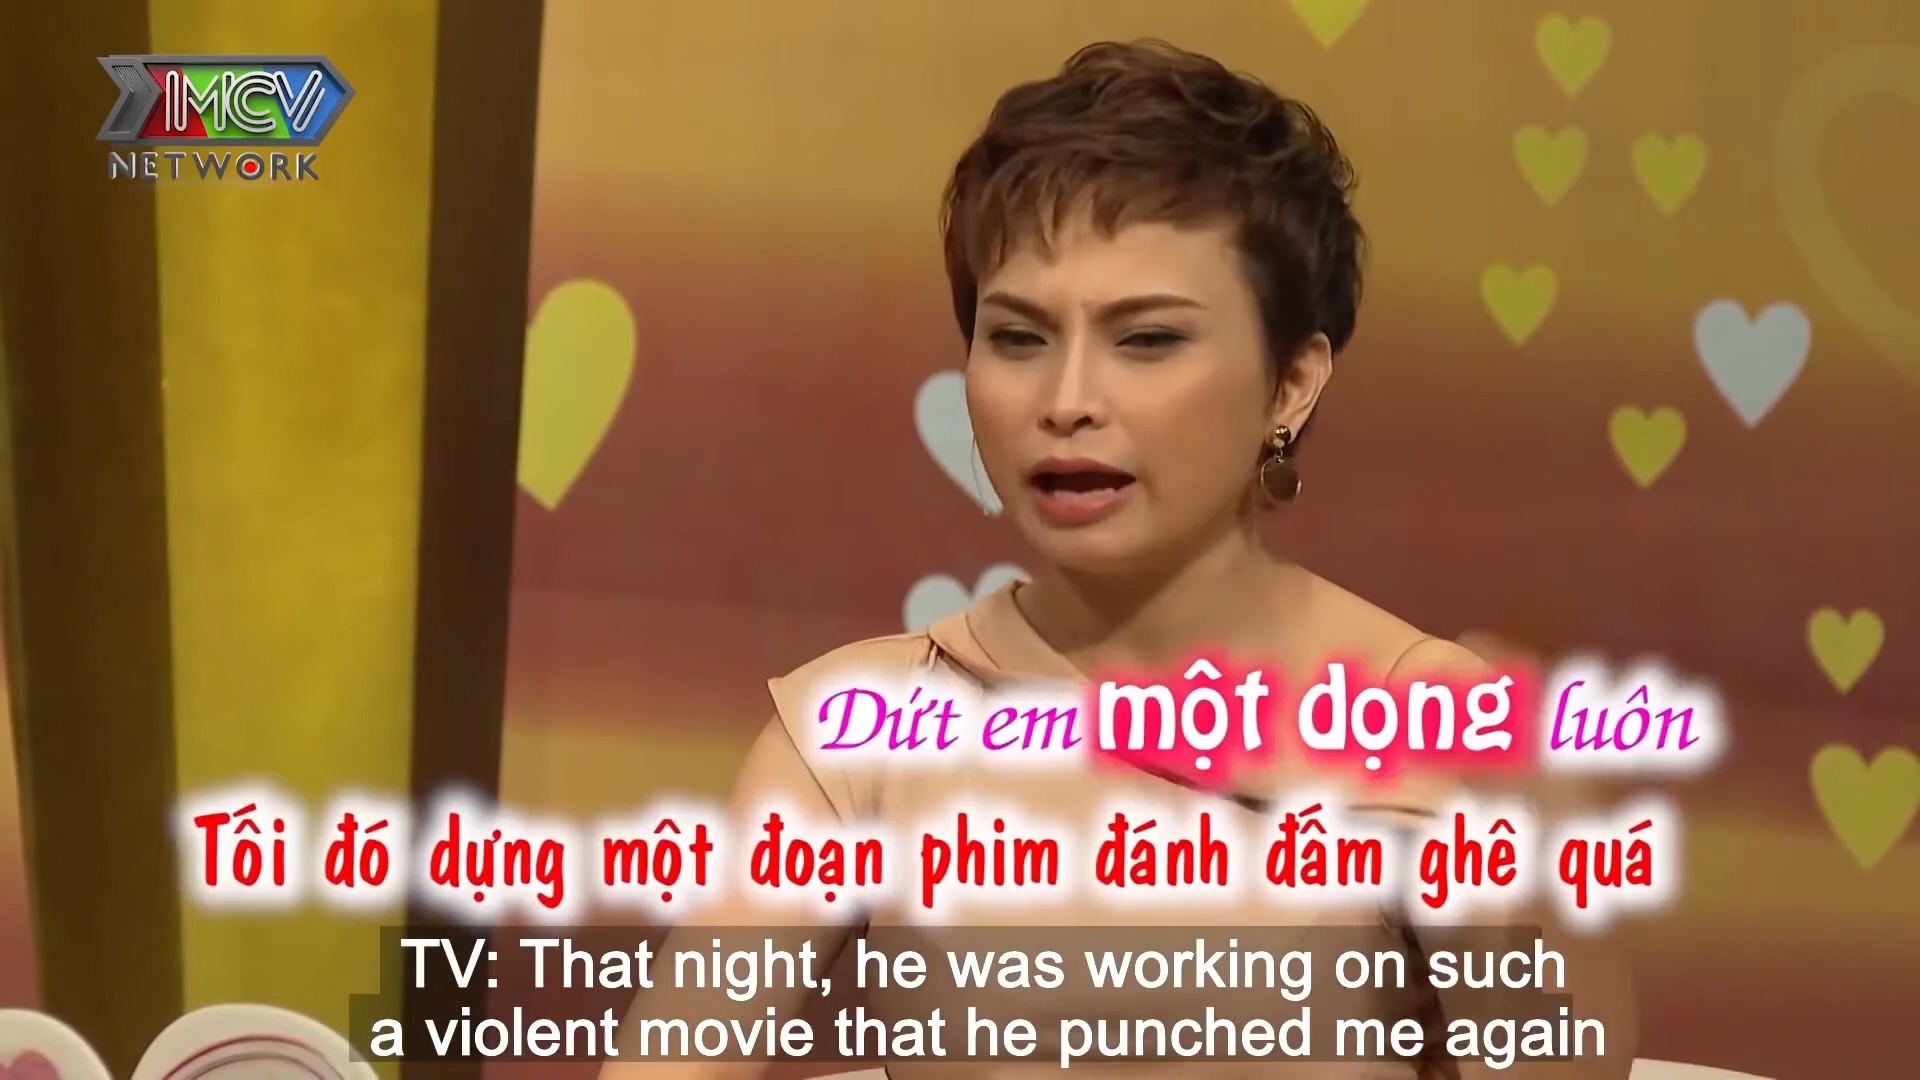 MCV
NETWORK
Dứt em một dọng luôn
Tối đó dựng một đoạn phim đánh đấm ghê quá
TV: That night, he was working on such
a violent movie that he punched me again